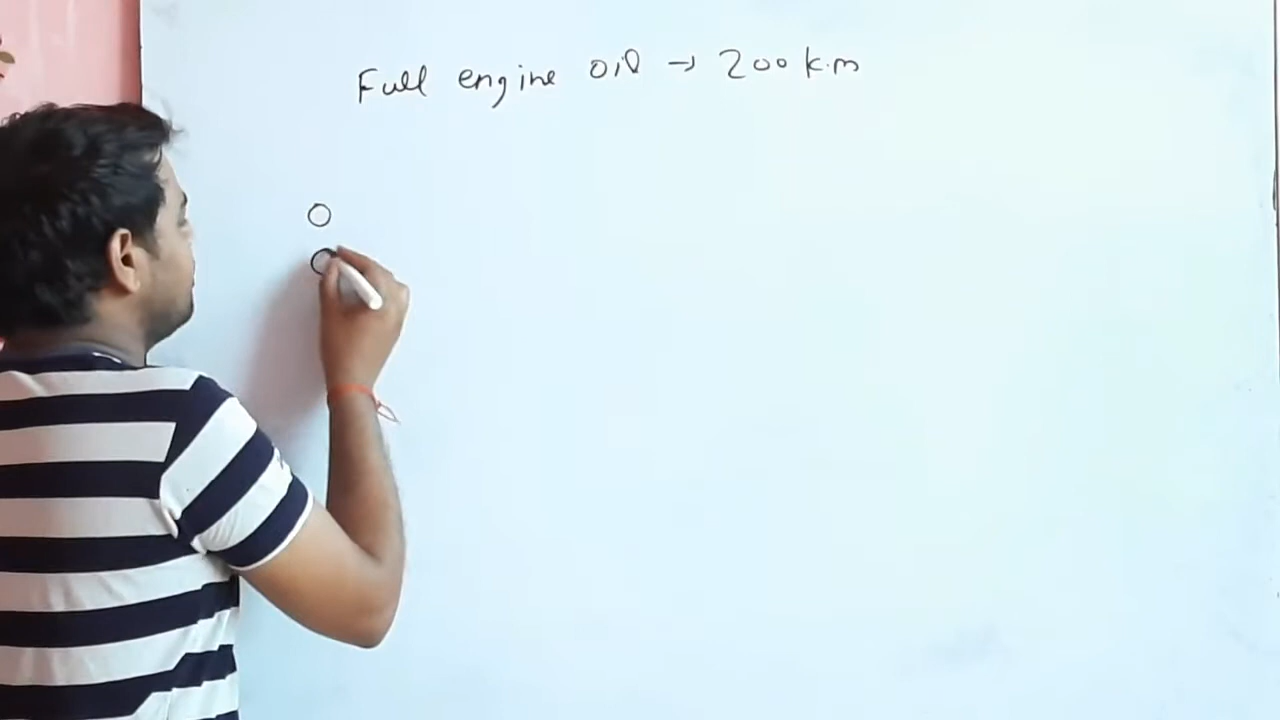 Full engine oil → 200 k.m